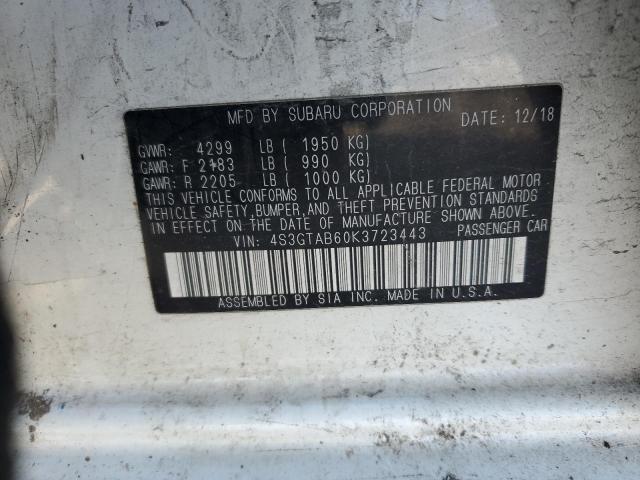 MFD BY SUBARU CORPORATION DATE: 12/18
GVWR: 4299 LB ( 1950 KG)
GAWR: F 2183 LB ( 990 KG)
GAWR: R 2205 LB ( 1000 KG)
THIS VEHICLE CONFORMS TO ALL APPLICABLE FEDERAL MOTOR
VEHICLE SAFETY, BUMPER, AND THEFT PREVENTION STANDARDS
IN EFFECT ON THE DATE OF MANUFACTURE SHOWN ABOVE.
VIN: 4S3GTAB60K3723443 PASSENGER CAR
ASSEMBLED BY SIA INC. MADE IN U.S.A.